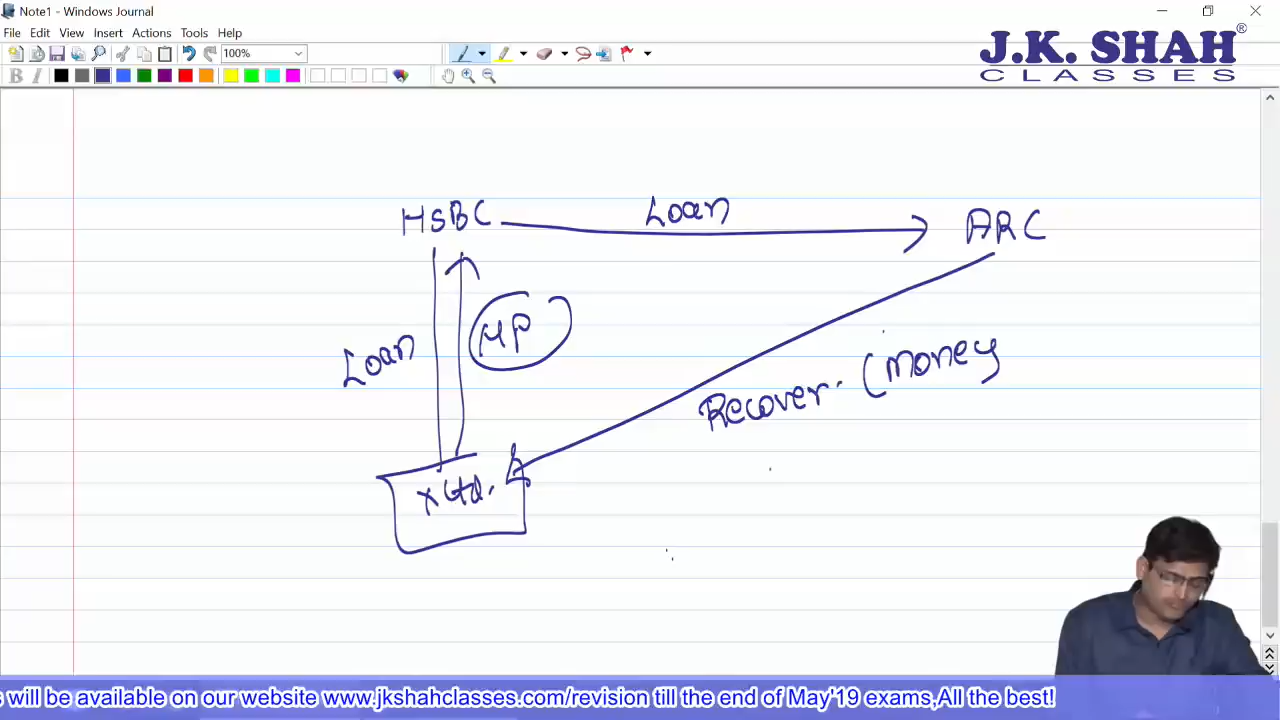 Note1 - Windows Journal
File Edit View Insert Actions Tools Help
100%
B I
J.K. SHAH ®
CLASSES
HSBC Loan ARC
Loan HP
Recover. (money
X Ltd.
s will be available on our website www.jkshahclasses.com/revision till the end of May'19 exams,All the best!